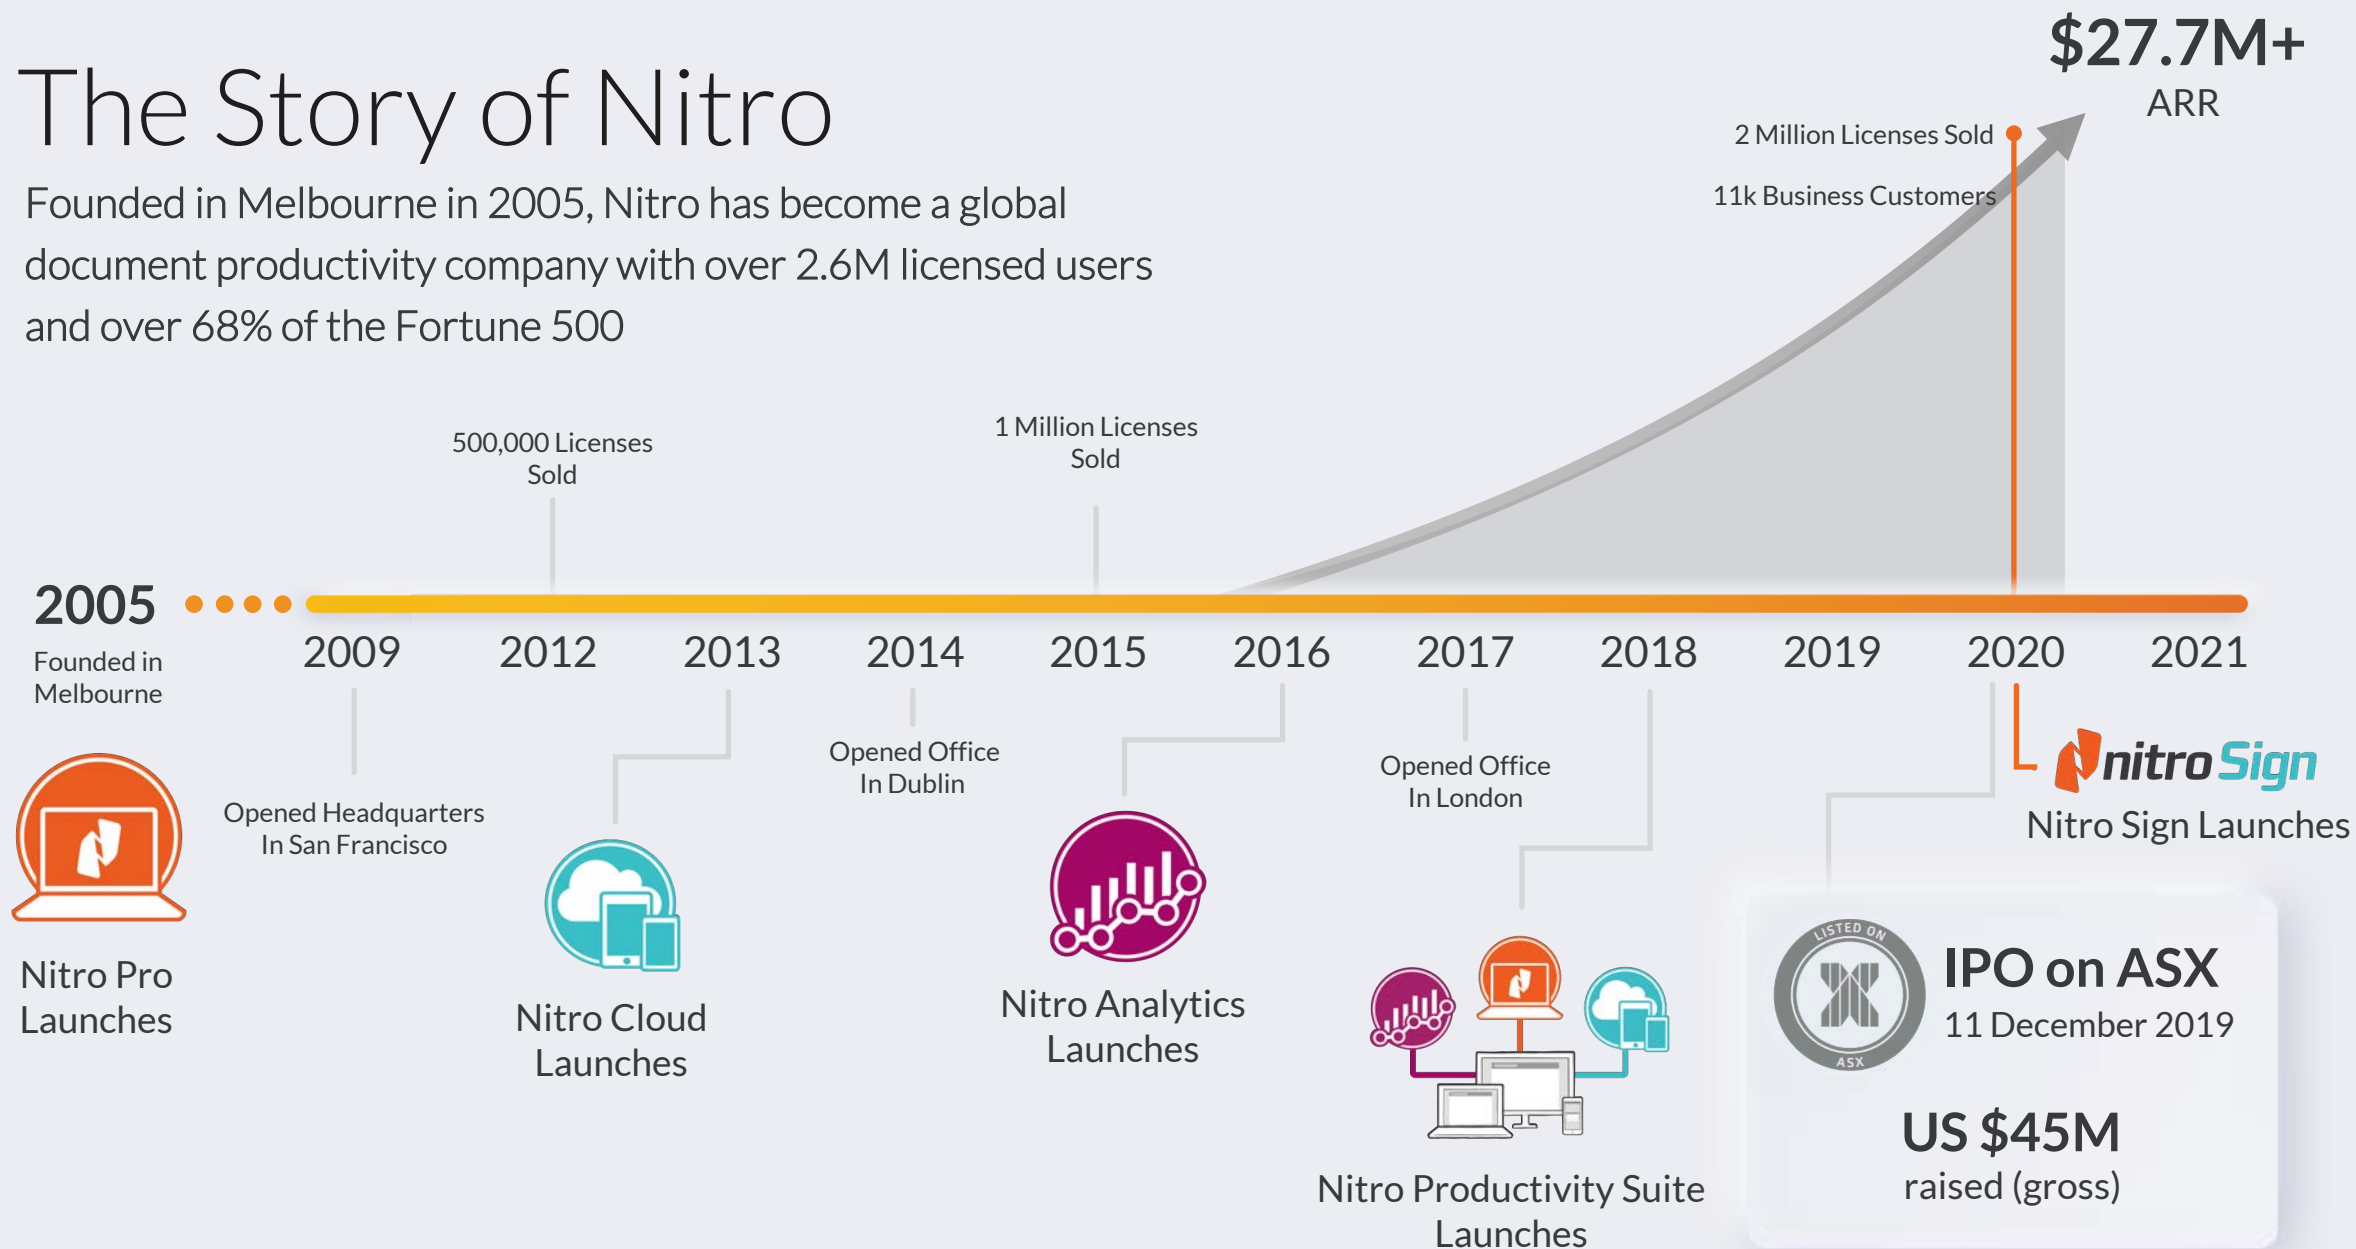 The Story of Nitro
Founded in Melbourne in 2005, Nitro has become a global
document productivity company with over 2.6M licensed users
and over 68% of the Fortune 500
$27.7M+
ARR
2 Million Licenses Sold
11k Business Customers
500,000 Licenses
Sold
1 Million Licenses
Sold
2005
Founded in
Melbourne
2009
2012
2013
2014
2015
2016
2017
2018
2019
2020
2021
Nitro Pro
Launches
Opened Headquarters
In San Francisco
Nitro Cloud
Launches
Opened Office
In Dublin
Nitro Analytics
Launches
Opened Office
In London
Nitro Productivity Suite
Launches
nitro Sign
Nitro Sign Launches
LISTED ON
ASX
IPO on ASX
11 December 2019
US $45M
raised (gross)